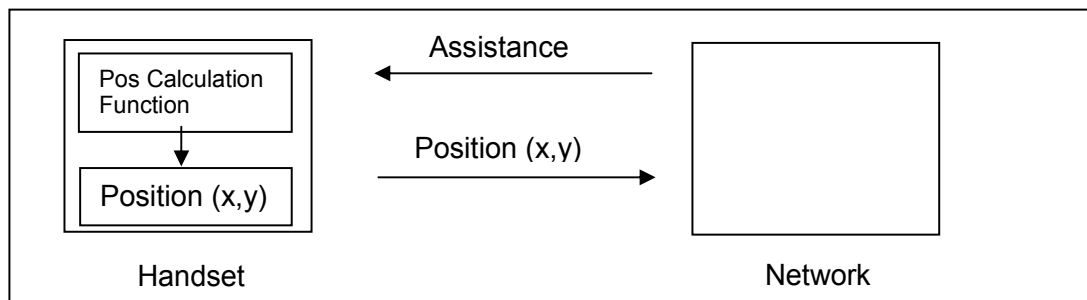 Assistance
Pos Calculation
Function
Position (x,y)
Position (x,y)
Handset
Network